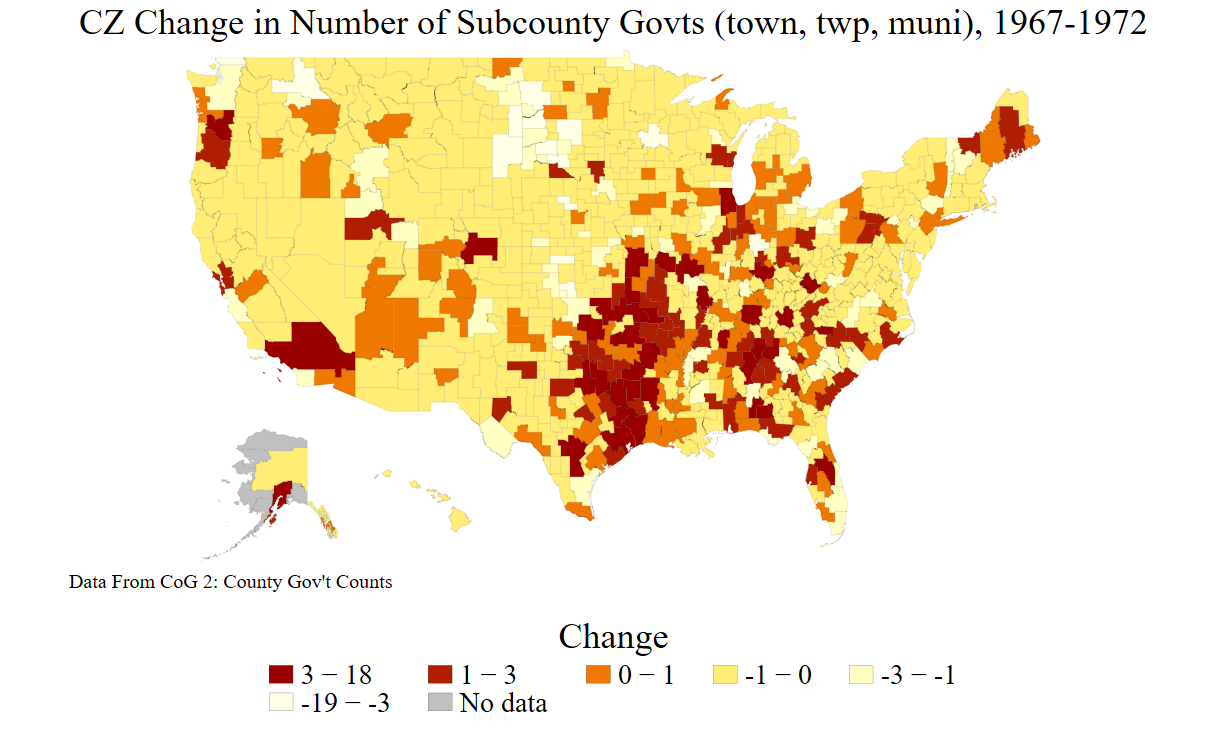 CZ Change in Number of Subcounty Govts (town, twp, muni), 1967-1972
Data From CoG 2: County Gov't Counts
Change
3 − 18 1 − 3 0 − 1 -1 − 0 -3 − -1
-19 − -3 No data